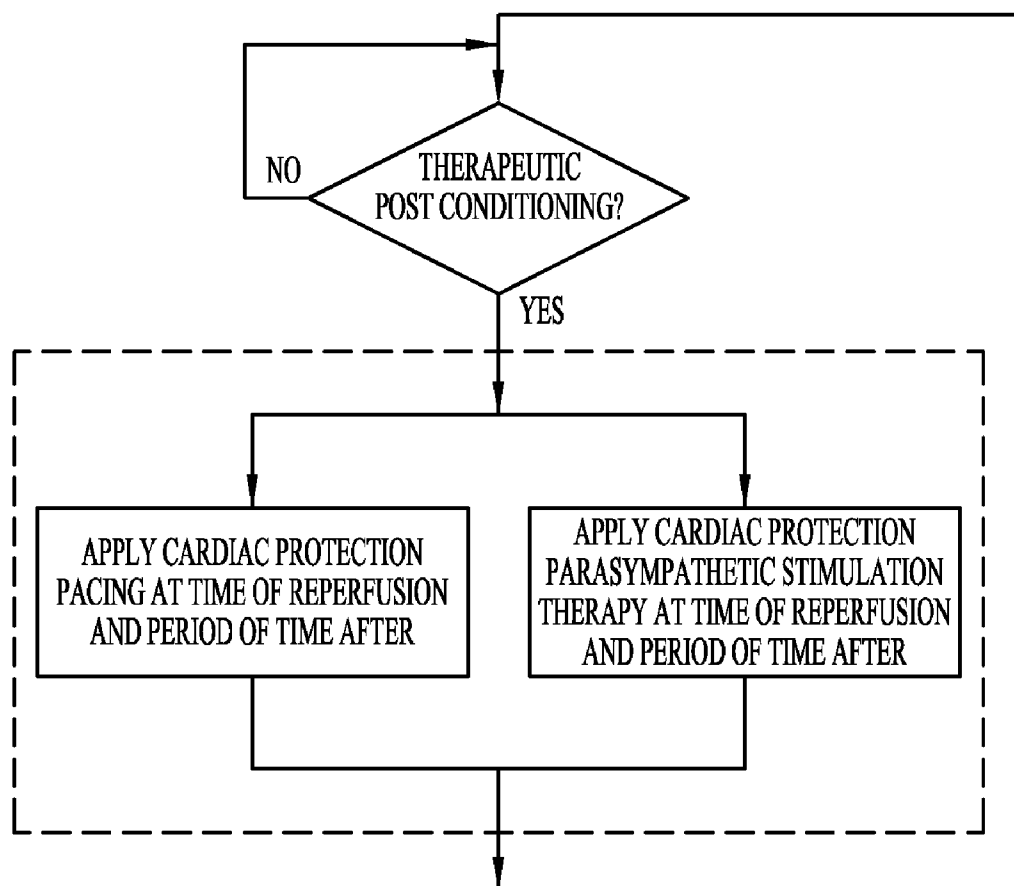 THERAPEUTIC
POST CONDITIONING?
NO
YES
APPLY CARDIAC PROTECTION
PACING AT TIME OF REPERFUSION
AND PERIOD OF TIME AFTER
APPLY CARDIAC PROTECTION
PARASYMPATHETIC STIMULATION
THERAPY AT TIME OF REPERFUSION
AND PERIOD OF TIME AFTER